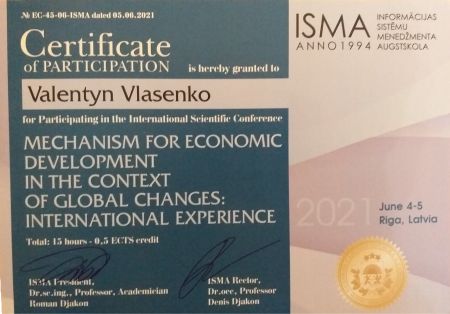 № EC-45-06-ISMA dated 05.06.2021
Certificate
of PARTICIPATION
is hereby granted to
Valentyn Vlasenko
for Participating in the International Scientific Conference
MECHANISM FOR ECONOMIC
DEVELOPMENT
IN THE CONTEXT
OF GLOBAL CHANGES:
INTERNATIONAL EXPERIENCE
Total: 15 hours - 0,5 ECTS credit
ISMA President,
Dr.sc.ing., Professor, Academician
Roman Djakon
ISMA Rector,
Dr.oec, Professor
Denis Djakon
ISMA
ANNO 1994
INFORMĀCIJAS
SISTĒMU
MENEDŽMENTA
AUGSTSKOLA
2021
June 4-5
Riga, Latvia